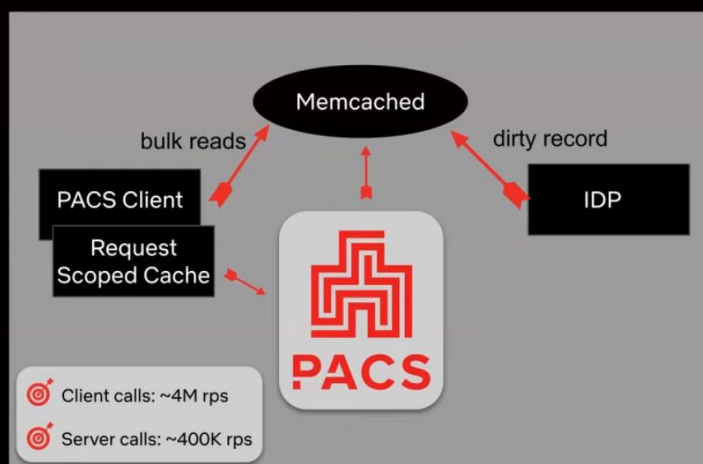 Memcached
bulk reads
dirty record
PACS Client
IDP
Request
Scoped Cache
PACS
Client calls: ~4M rps
Server calls: ~400K rps